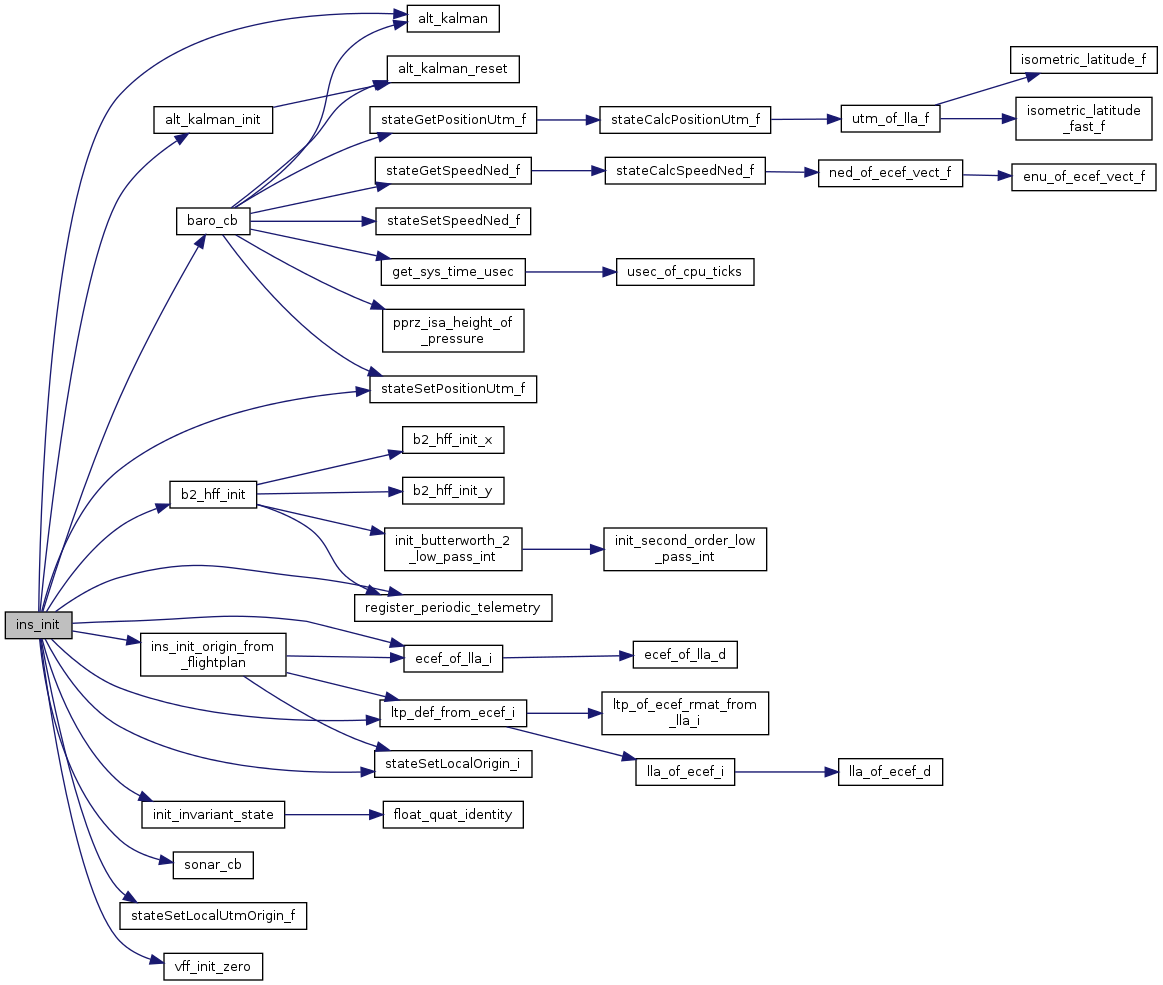 alt_kalman
alt_kalman_reset
isometric_latitude_f
alt_kalman_init
stateGetPositionUtm_f
stateCalcPositionUtm_f
utm_of_lla_f
isometric_latitude
_fast_f
stateGetSpeedNed_f
stateCalcSpeedNed_f
ned_of_ecef_vect_f
enu_of_ecef_vect_f
baro_cb
stateSetSpeedNed_f
get_sys_time_usec
usec_of_cpu_ticks
pprz_isa_height_of
_pressure
stateSetPositionUtm_f
b2_hff_init_x
b2_hff_init
b2_hff_init_y
init_butterworth_2
_low_pass_int
init_second_order_low
_pass_int
register_periodic_telemetry
ins_init
ins_init_origin_from
_flightplan
ecef_of_lla_i
ecef_of_lla_d
ltp_def_from_ecef_i
ltp_of_ecef_rmat_from
_lla_i
stateSetLocalOrigin_i
lla_of_ecef_i
lla_of_ecef_d
init_invariant_state
float_quat_identity
sonar_cb
stateSetLocalUtmOrigin_f
vff_init_zero